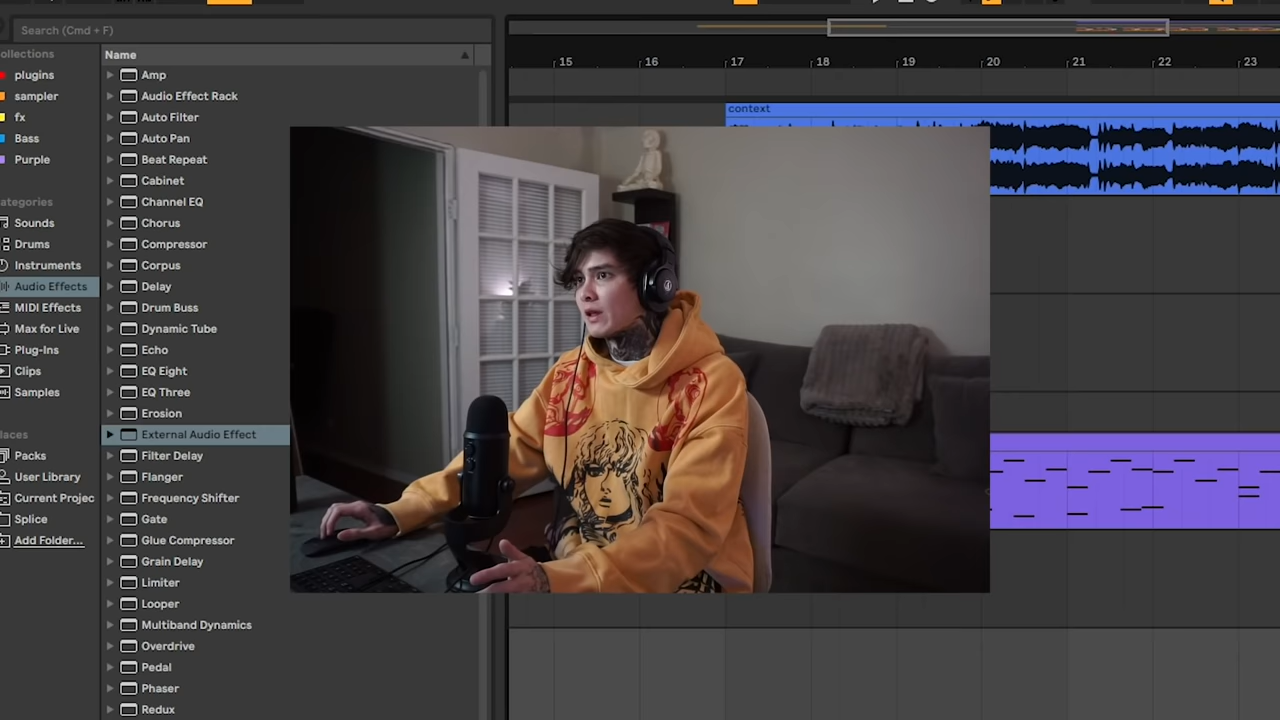 Search (Cmd + F)
ollections
plugins
sampler
fx
Bass
Purple
ategories
Sounds
Drums
Instruments
Audio Effects
MIDI Effects
Max for Live
Plug-Ins
Clips
Samples
laces
Packs
User Library
Current Projec
Splice
Add Folder...
Name
Amp
Audio Effect Rack
Auto Filter
Auto Pan
Beat Repeat
Cabinet
Channel EQ
Chorus
Compressor
Corpus
Delay
Drum Buss
Dynamic Tube
Echo
EQ Eight
EQ Three
Erosion
External Audio Effect
Filter Delay
Flanger
Frequency Shifter
Gate
Glue Compressor
Grain Delay
Limiter
Looper
Multiband Dynamics
Overdrive
Pedal
Phaser
Redux
15 16 17 18 19 20 21 22 23
context